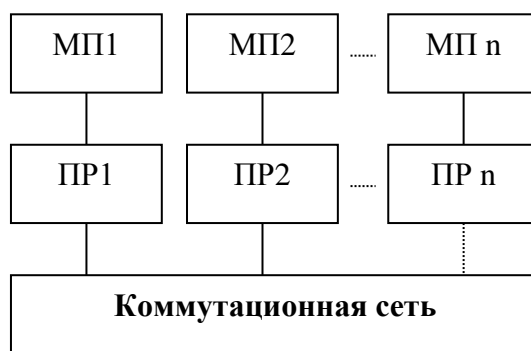 МП1 МП2 ...... МП n
ПР1 ПР2 ...... ПР n
Коммутационная сеть